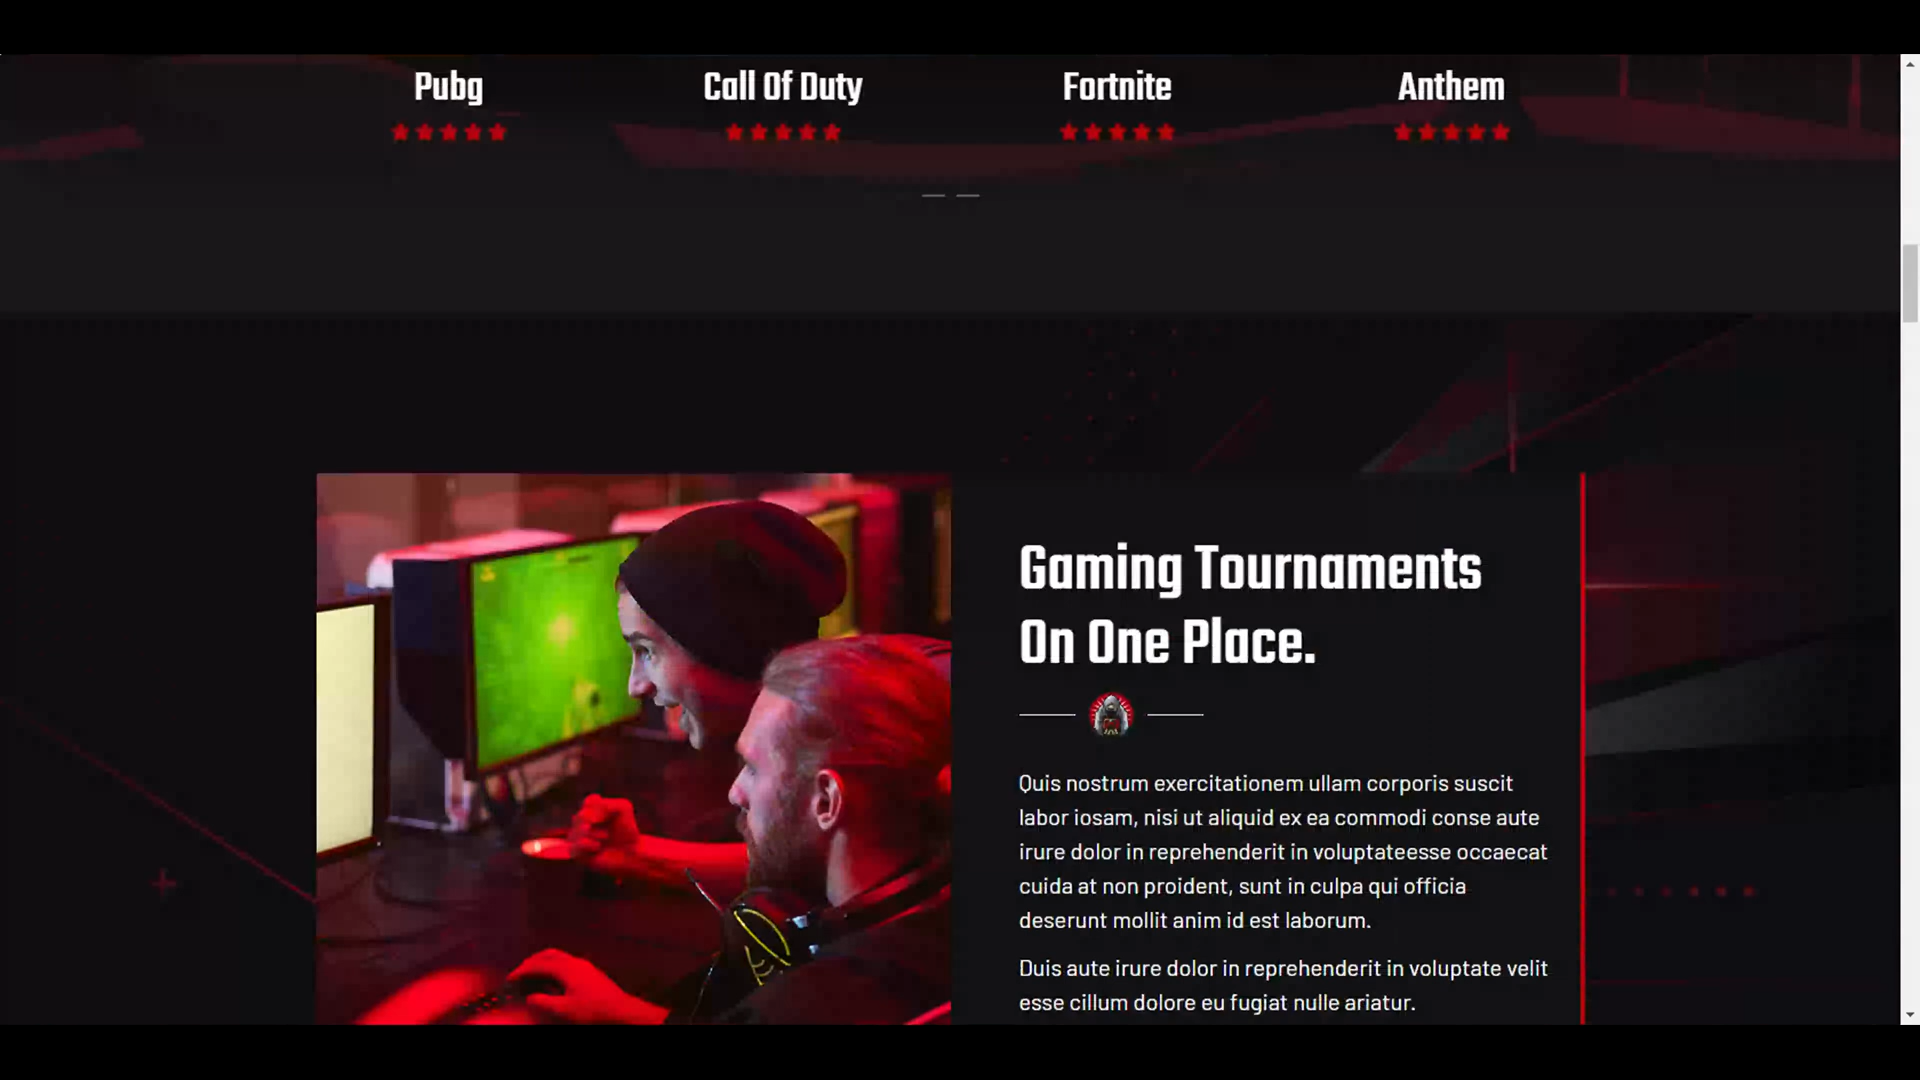 Pubg
Call Of Duty
Fortnite
Anthem
Gaming Tournaments
On One Place.
Quis nostrum exercitationem ullam corporis suscit
labor iosam, nisi ut aliquid ex ea commodi conse aute
irure dolor in reprehenderit in voluptateesse occaecat
cuida at non proident, sunt in culpa qui officia
deserunt mollit anim id est laborum.
Duis aute irure dolor in reprehenderit in voluptate velit
esse cillum dolore eu fugiat nulle ariatur.